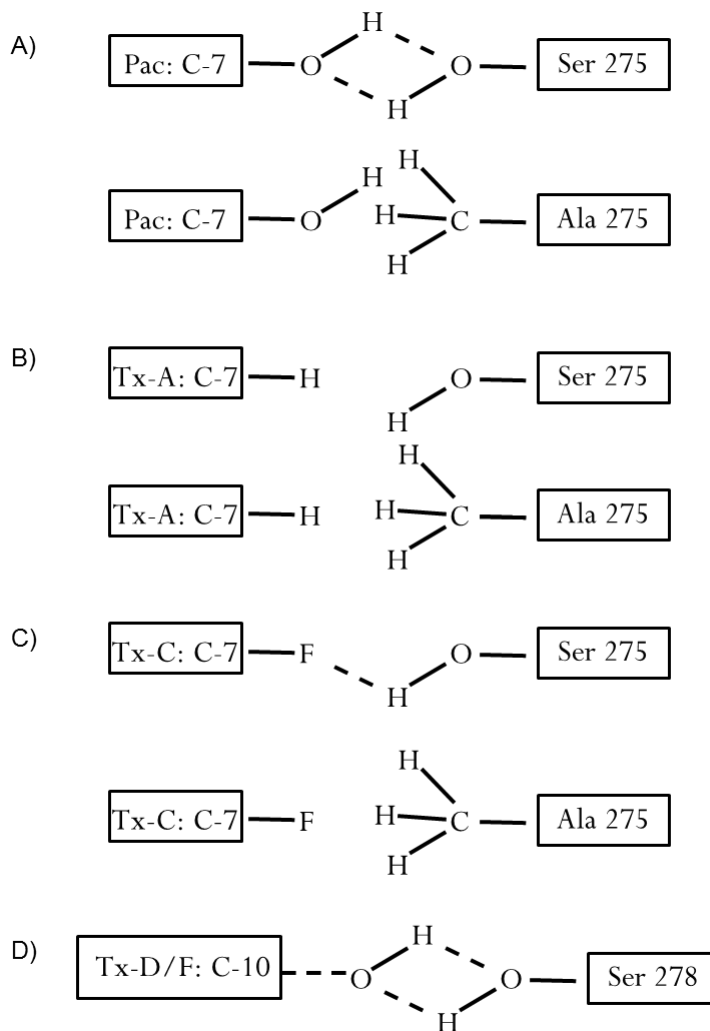 A)
H
Pac: C-7 O O Ser 275
H
H
H
Pac: C-7 O H C Ala 275
H
B)
Tx-A: C-7 H O Ser 275
H
H
Tx-A: C-7 H H C Ala 275
H
C)
Tx-C: C-7 F O Ser 275
H
H
H
Tx-C: C-7 F C Ala 275
H
D)
H
Tx-D/F: C-10 O O Ser 278
H